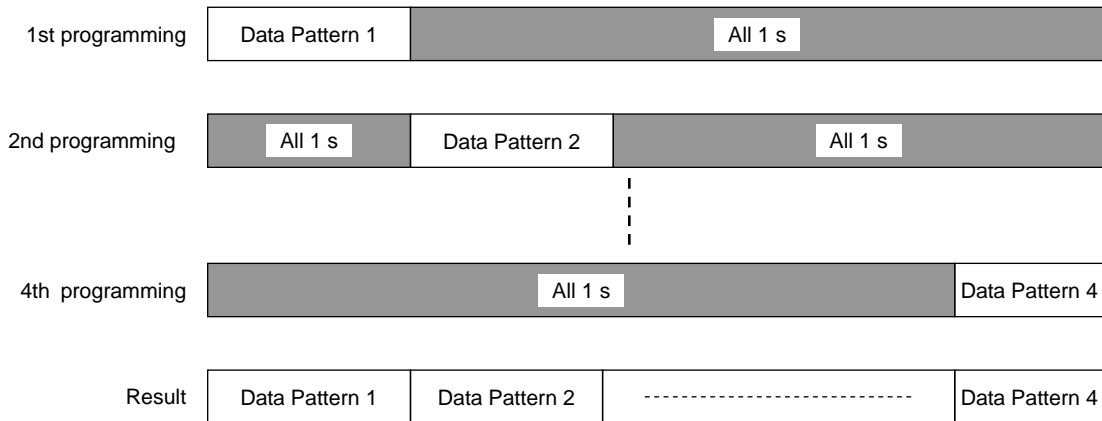 1st programming Data Pattern 1 All 1 s
2nd programming All 1 s Data Pattern 2 All 1 s
4th programming All 1 s Data Pattern 4
Result Data Pattern 1 Data Pattern 2 Data Pattern 4